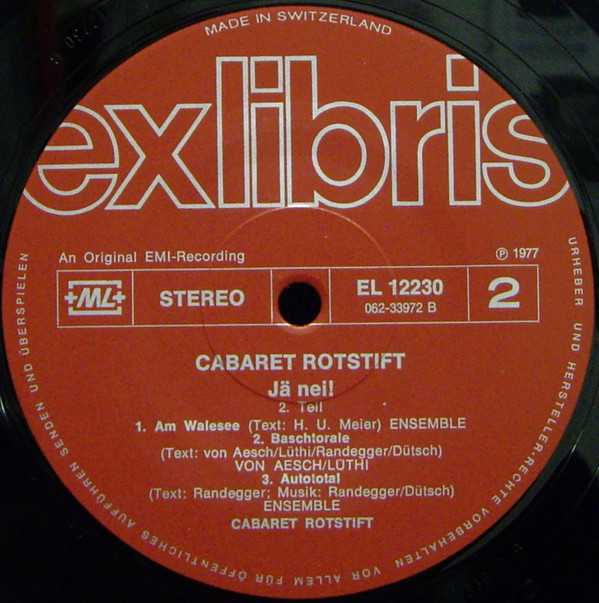 MADE IN SWITZERLAND
exlibris
An Original EMI-Recording
℗ 1977
+ML+
STEREO
EL 12230
062-33972 B
2
CABARET ROTSTIFT
Jä nei!
2. Teil
1. Am Walesee (Text: H. U. Meier) ENSEMBLE
2. Baschtorale
(Text: von Aesch/Lüthi/Randegger/Dütsch)
VON AESCH/LÜTHI
3. Autolotal
(Text: Randegger; Musik: Randegger/Dütsch)
ENSEMBLE
CABARET ROTSTIFT
URHEBER UND HERSTELLER-RECHTE VORBEHALTEN VOR ALLEM FÜR ÖFFENTLICHES AUFFÜHREN SENDEN UND ÜBERSPIELEN